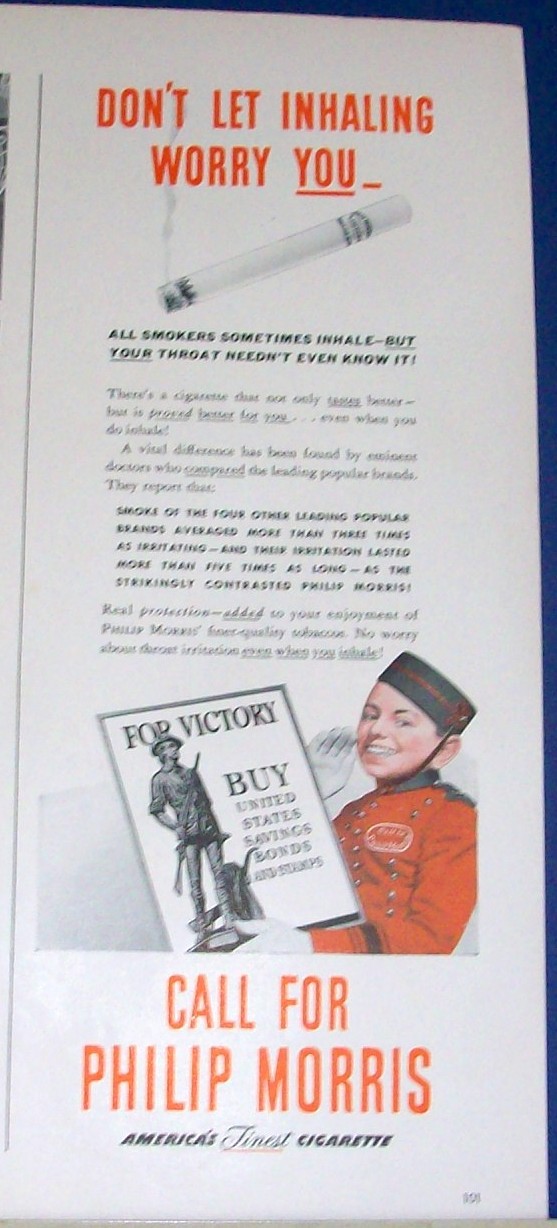 DON'T LET INHALING
WORRY YOU—
ALL SMOKERS SOMETIMES INHALE—BUT
YOUR THROAT NEEDN'T EVEN KNOW IT!
There's a cigarette that not only tastes better—
but is proved better for you . . . even when you
do inhale!
A vital difference has been found by eminent
doctors who compared the leading popular brands.
They report that:
SMOKE OF THE FOUR OTHER LEADING POPULAR
BRANDS AVERAGED MORE THAN THREE TIMES
AS IRRITATING—AND THEIR IRRITATION LASTED
MORE THAN FIVE TIMES AS LONG—AS THE
STRIKINGLY CONTRASTED PHILIP MORRIS!
Real protection—added to your enjoyment of
PHILIP MORRIS' finer-quality tobaccos. No worry
about throat irritation even when you inhale!
FOR VICTORY
BUY
UNITED
STATES
SAVINGS
BONDS
AND STAMPS
CALL FOR
PHILIP MORRIS
AMERICA'S Finest CIGARETTE
101